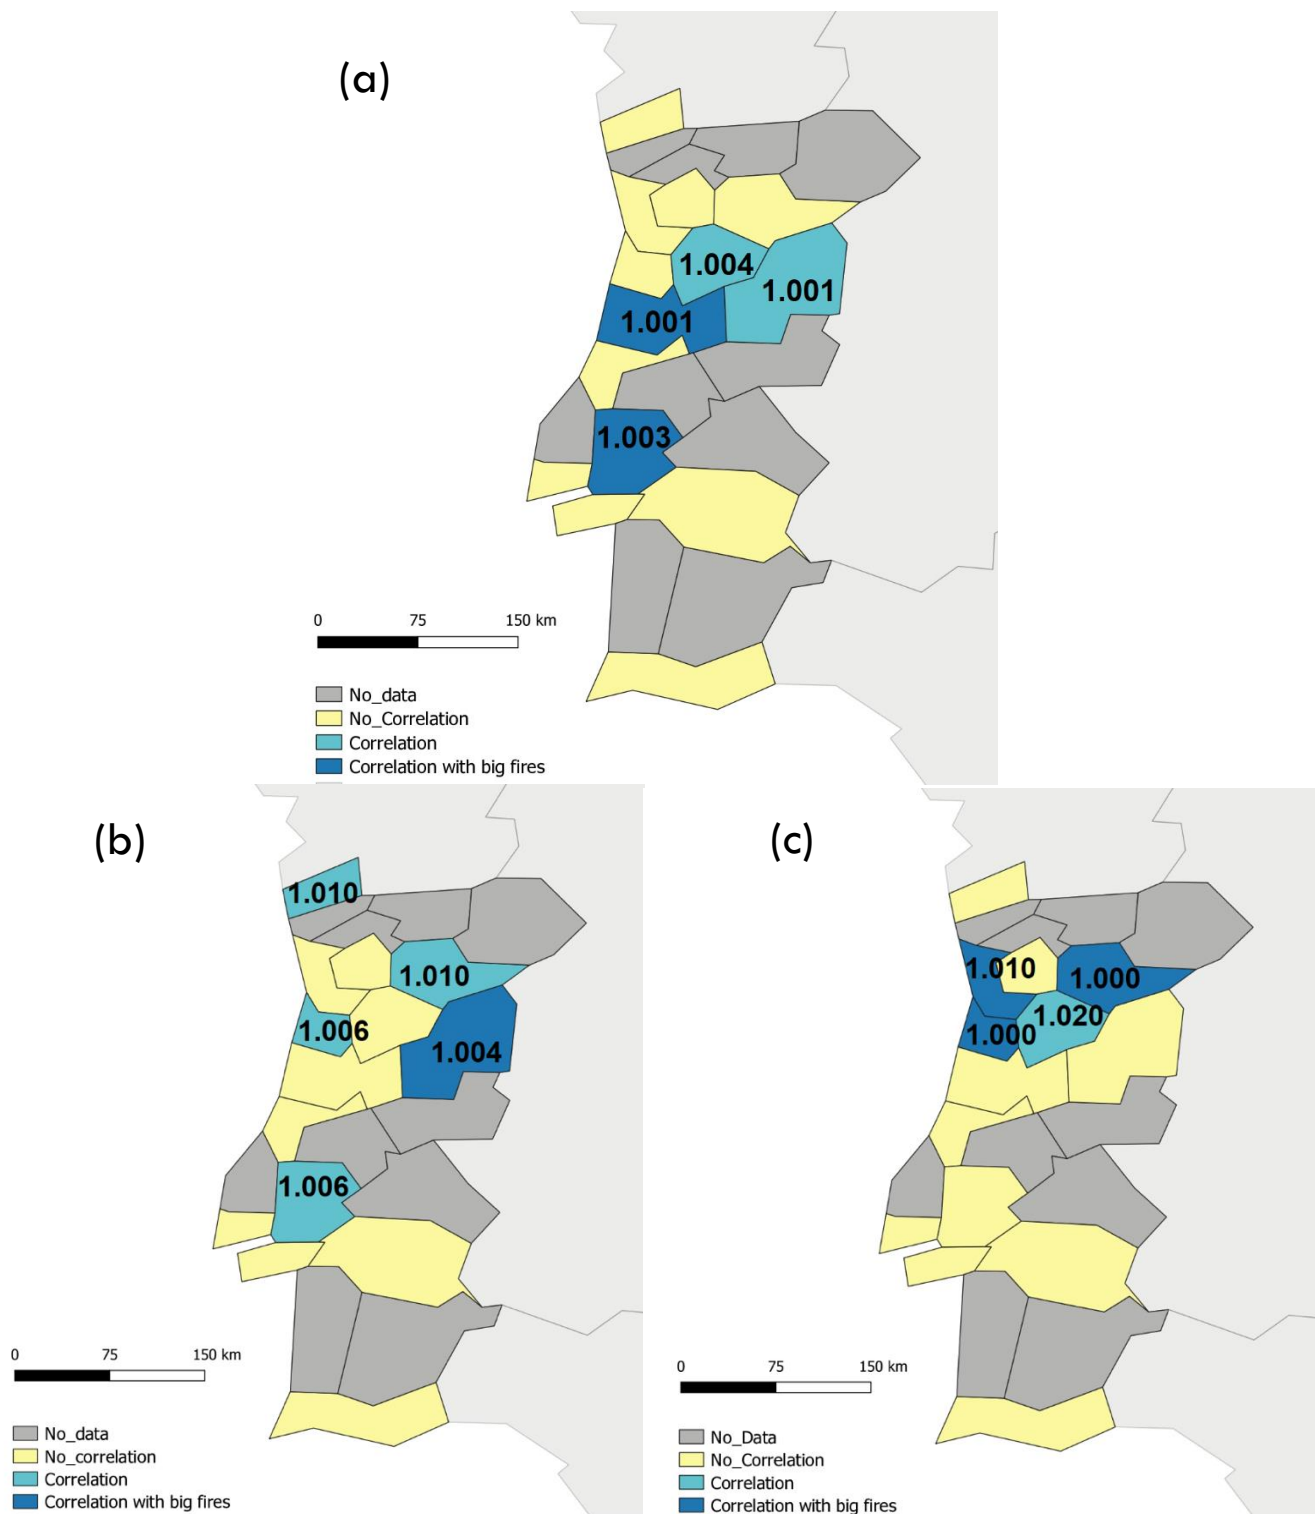 (a)
1.004
1.001
1.001
1.003
0 75 150 km
No_data
No_Correlation
Correlation
Correlation with big fires
(b)
1.010
1.010
1.006
1.004
1.006
0 75 150 km
No_data
No_correlation
Correlation
Correlation with big fires
(c)
1.010
1.000
1.020
1.000
0 75 150 km
No_Data
No_Correlation
Correlation
Correlation with big fires